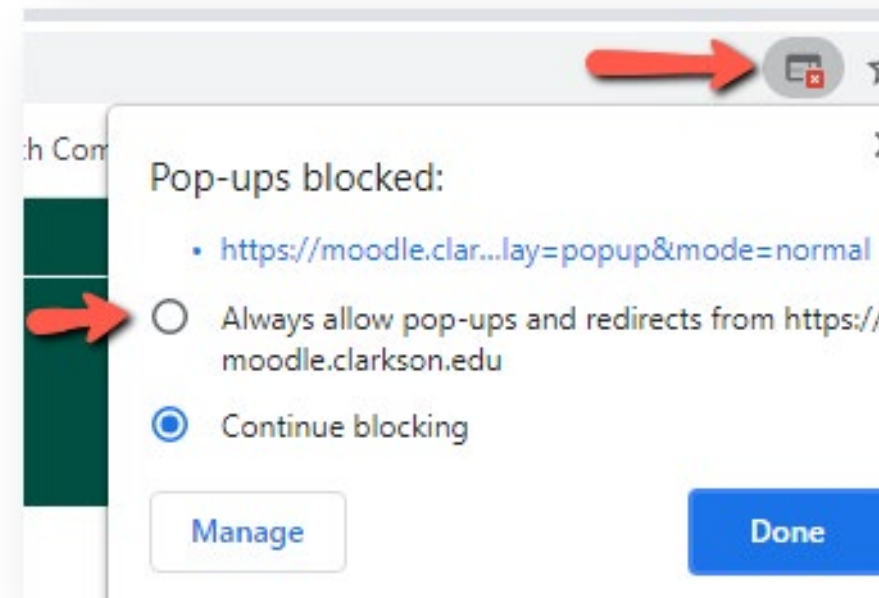 h Com
Pop-ups blocked:
• https://moodle.clar...lay=popup&mode=normal
Always allow pop-ups and redirects from https://
moodle.clarkson.edu
Continue blocking
Manage
Done